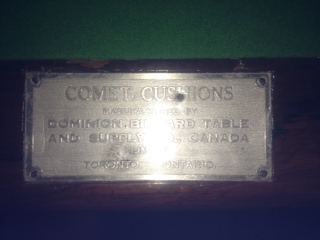 COMET CUSHIONS
MANUFACTURED BY
DOMINION BILLIARD TABLE
AND SUPPLY CANADA
TORONTO ONTARIO.